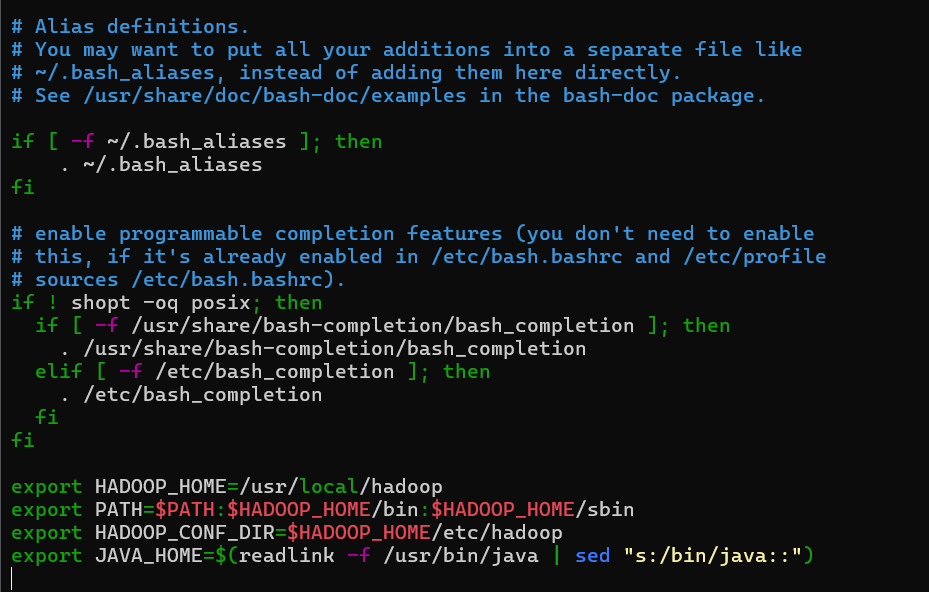 # Alias definitions.
# You may want to put all your additions into a separate file like
# ~/.bash_aliases, instead of adding them here directly.
# See /usr/share/doc/bash-doc/examples in the bash-doc package.

if [ -f ~/.bash_aliases ]; then
    . ~/.bash_aliases
fi

# enable programmable completion features (you don't need to enable
# this, if it's already enabled in /etc/bash.bashrc and /etc/profile
# sources /etc/bash.bashrc).
if ! shopt -oq posix; then
  if [ -f /usr/share/bash-completion/bash_completion ]; then
    . /usr/share/bash-completion/bash_completion
  elif [ -f /etc/bash_completion ]; then
    . /etc/bash_completion
  fi
fi

export HADOOP_HOME=/usr/local/hadoop
export PATH=$PATH:$HADOOP_HOME/bin:$HADOOP_HOME/sbin
export HADOOP_CONF_DIR=$HADOOP_HOME/etc/hadoop
export JAVA_HOME=$(readlink -f /usr/bin/java | sed "s:/bin/java::")